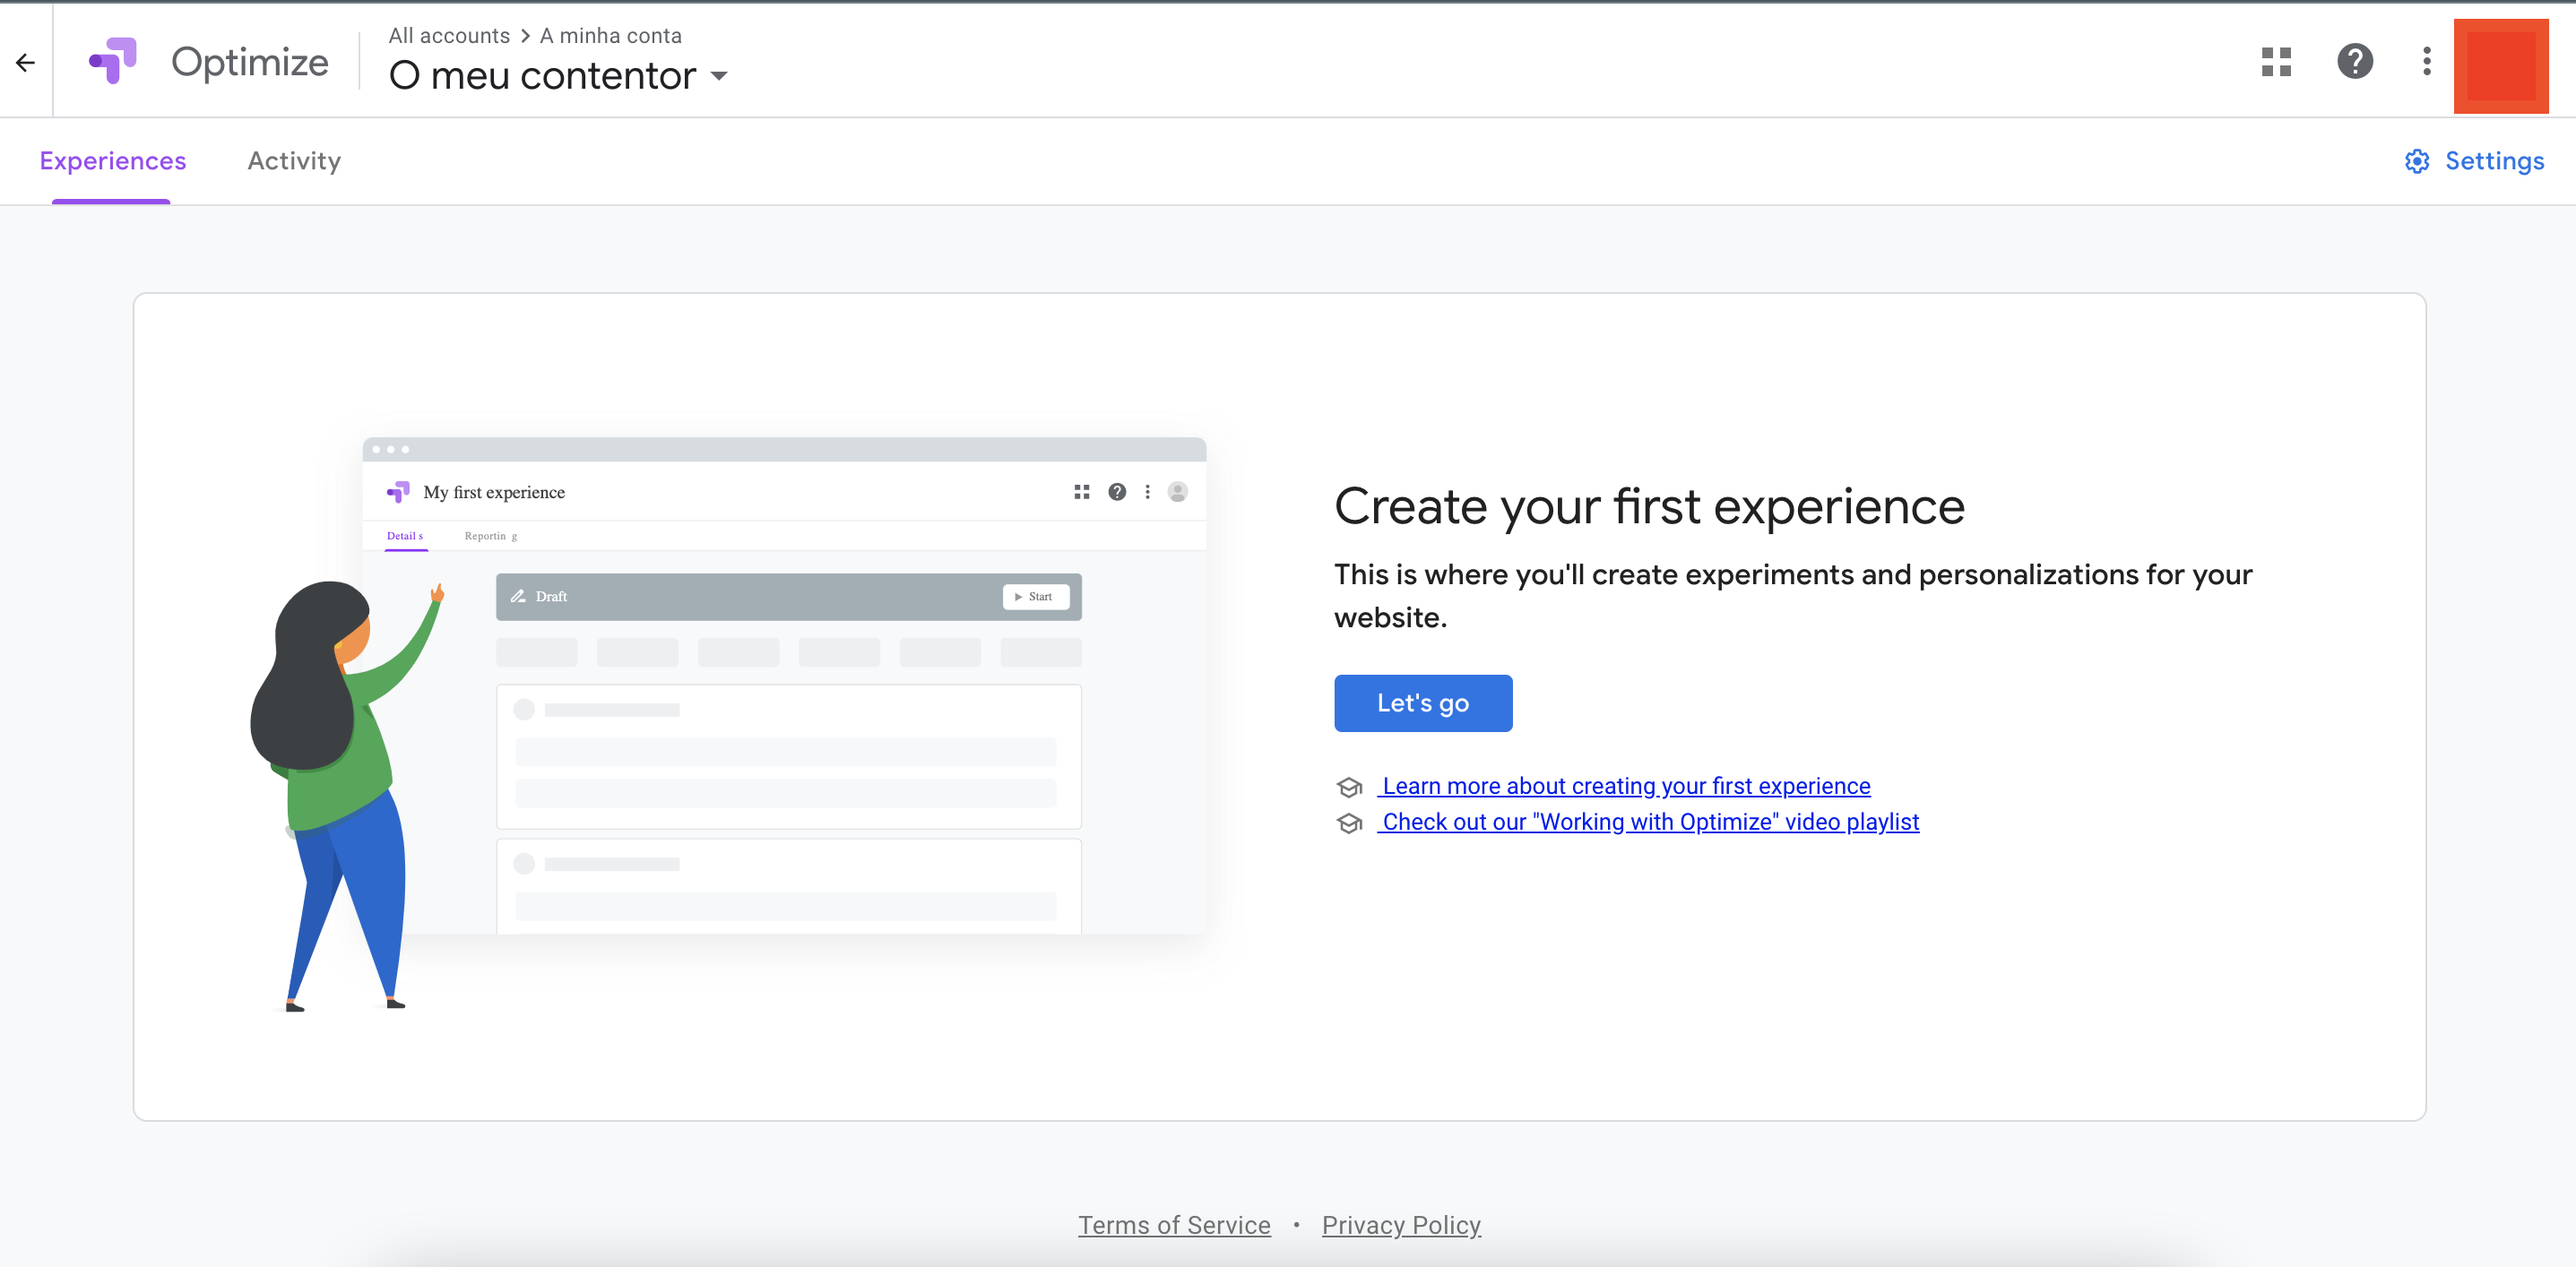 All accounts > A minha conta
Optimize
O meu contentor
Experiences Activity Settings
My first experience
Detail s Reportin g
Draft Start
Create your first experience
This is where you'll create experiments and personalizations for your
website.
Let's go
Learn more about creating your first experience
Check out our "Working with Optimize" video playlist
Terms of Service • Privacy Policy